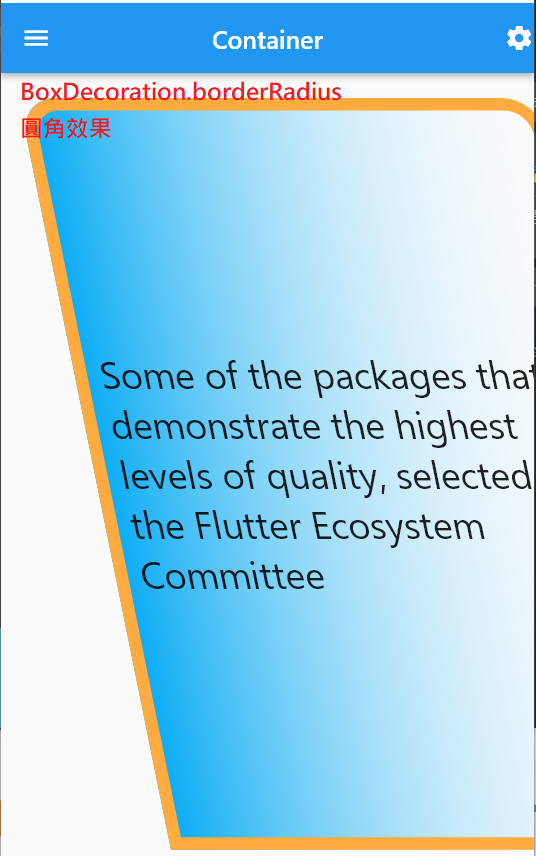 Container
BoxDecoration.borderRadius
圓角效果
Some of the packages that
demonstrate the highest
levels of quality, selected
the Flutter Ecosystem
Committee